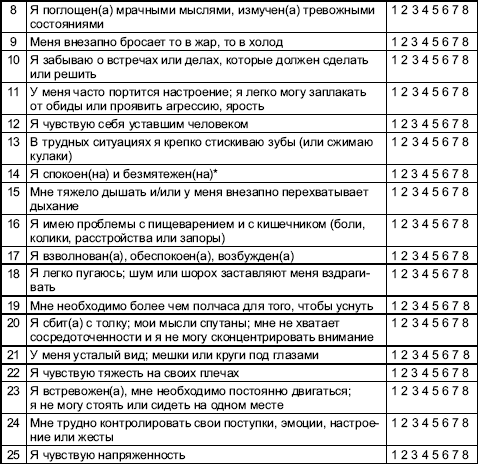 8 Я поглощен(а) мрачными мыслями, измучен(а) тревожными 1 2 3 4 5 6 7 8
состояниями
9 Меня внезапно бросает то в жар, то в холод 1 2 3 4 5 6 7 8
10 Я забываю о встречах или делах, которые должен сделать 1 2 3 4 5 6 7 8
или решить
11 У меня часто портится настроение; я легко могу заплакать 1 2 3 4 5 6 7 8
от обиды или проявить агрессию, ярость
12 Я чувствую себя уставшим человеком 1 2 3 4 5 6 7 8
13 В трудных ситуациях я крепко стискиваю зубы (или сжимаю 1 2 3 4 5 6 7 8
кулаки)
14 Я спокоен(на) и безмятежен(на)* 1 2 3 4 5 6 7 8
15 Мне тяжело дышать и/или у меня внезапно перехватывает 1 2 3 4 5 6 7 8
дыхание
16 Я имею проблемы с пищеварением и с кишечником (боли, 1 2 3 4 5 6 7 8
колики, расстройства или запоры)
17 Я взволнован(а), обеспокоен(а), возбужден(а) 1 2 3 4 5 6 7 8
18 Я легко пугаюсь; шум или шорох заставляют меня вздраги- 1 2 3 4 5 6 7 8
вать
19 Мне необходимо более чем полчаса для того, чтобы уснуть 1 2 3 4 5 6 7 8
20 Я сбит(а) с толку; мои мысли спутаны; мне не хватает 1 2 3 4 5 6 7 8
сосредоточенности и я не могу сконцентрировать внимание
21 У меня усталый вид; мешки или круги под глазами 1 2 3 4 5 6 7 8
22 Я чувствую тяжесть на своих плечах 1 2 3 4 5 6 7 8
23 Я встревожен(а), мне необходимо постоянно двигаться; 1 2 3 4 5 6 7 8
я не могу стоять или сидеть на одном месте
24 Мне трудно контролировать свои поступки, эмоции, настрое- 1 2 3 4 5 6 7 8
ние или жесты
25 Я чувствую напряженность 1 2 3 4 5 6 7 8